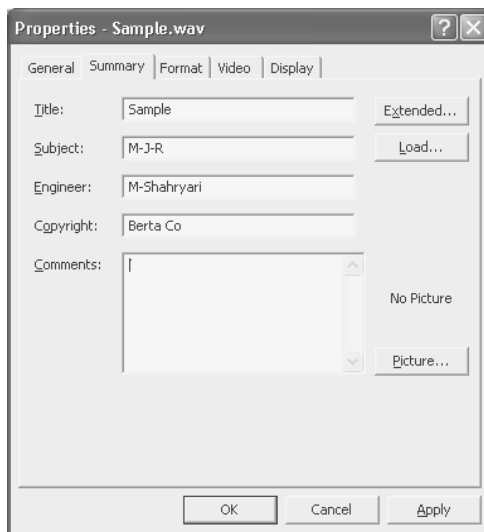 Properties - Sample.wav
General Summary Format Video Display
Title: Sample Extended...
Subject: M-J-R Load...
Engineer: M-Shahryari
Copyright: Berta Co
Comments:
No Picture
Picture...
OK Cancel Apply